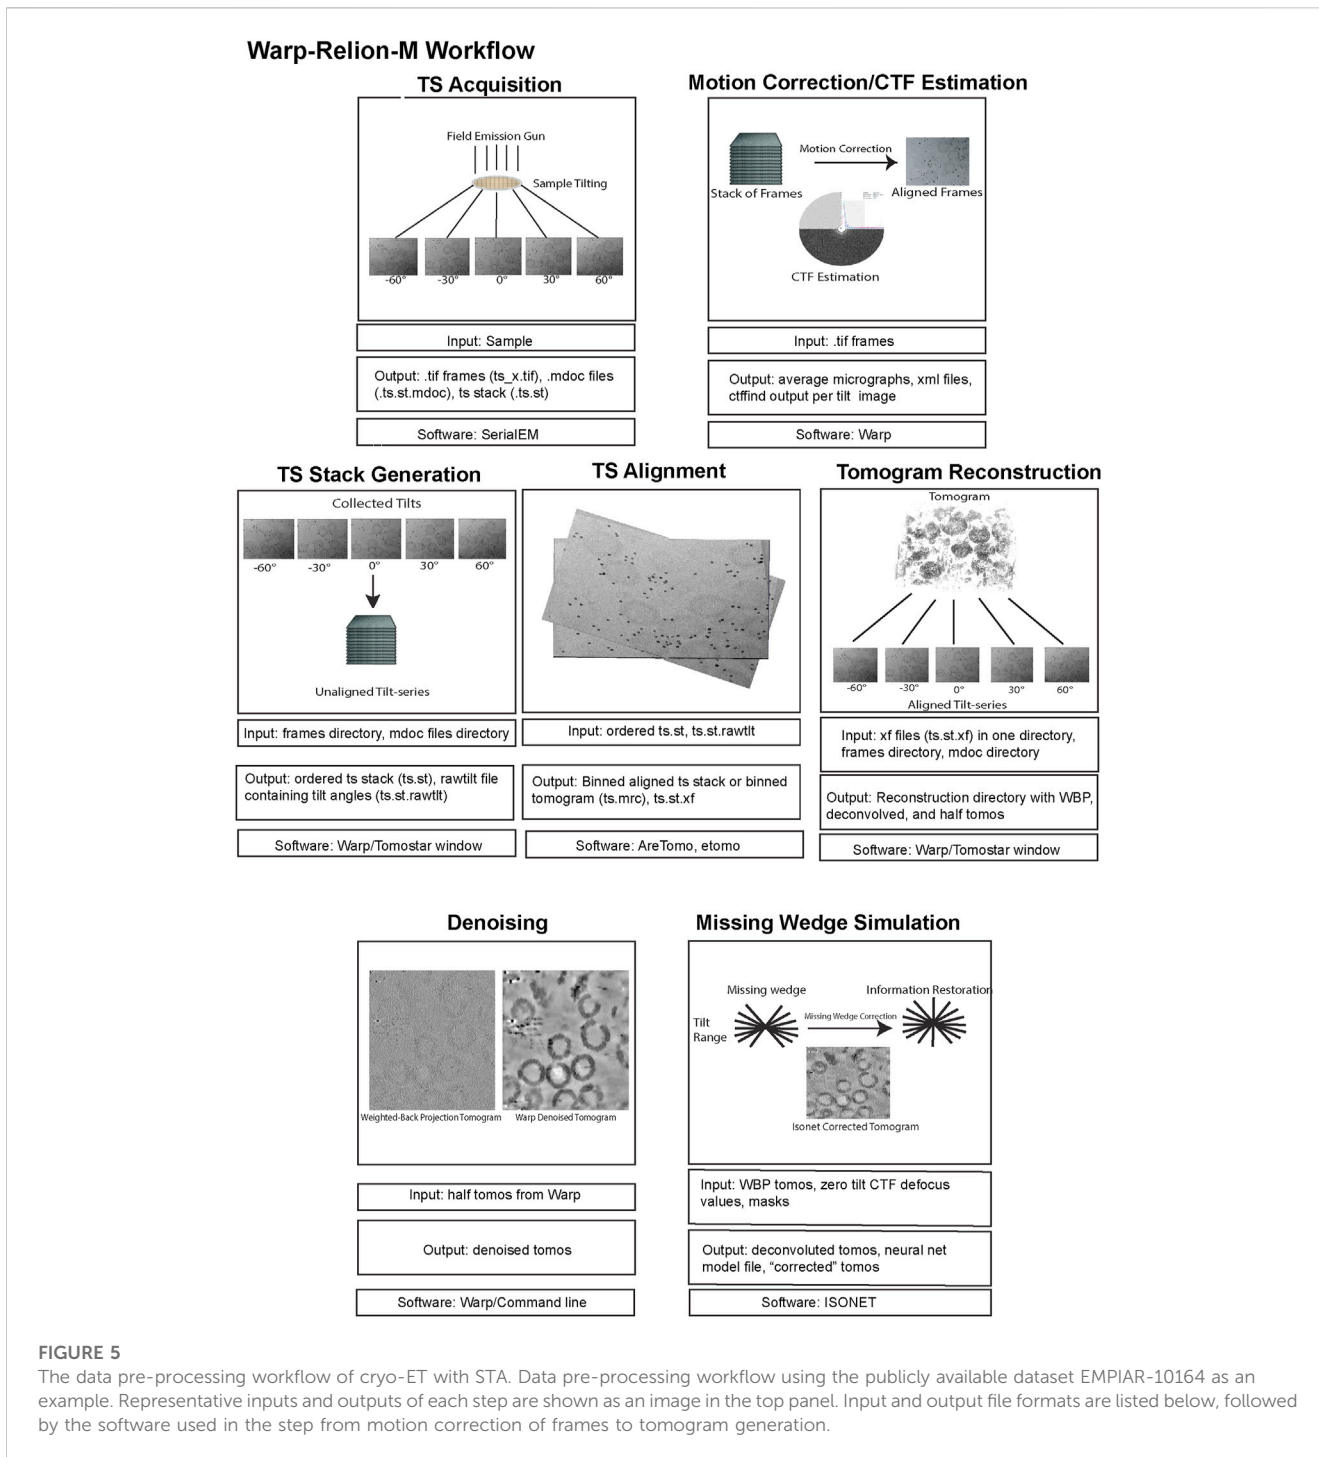 Warp-Relion-M Workflow
TS Acquisition
Field Emission Gun
Sample Tilting
-60°
-30°
0°
30°
60°
Input: Sample
Output: .tif frames (ts_x.tif), .mdoc files
(.ts.st.mdoc), ts stack (.ts.st)
Software: SerialEM
Motion Correction/CTF Estimation
Motion Correction
Stack of Frames
Aligned Frames
CTF Estimation
Input: .tif frames
Output: average micrographs, xml files,
ctffind output per tilt image
Software: Warp
TS Stack Generation
Collected Tilts
-60°
-30°
0°
30°
60°
Unaligned Tilt-series
Input: frames directory, mdoc files directory
Output: ordered ts stack (ts.st), rawtilt file
containing tilt angles (ts.st.rawtlt)
Software: Warp/Tomostar window
TS Alignment
Input: ordered ts.st, ts.st.rawtlt
Output: Binned aligned ts stack or binned
tomogram (ts.mrc), ts.st.xf
Software: AreTomo, etomo
Tomogram Reconstruction
Tomogram
-60°
-30°
0°
30°
60°
Aligned Tilt-series
Input: xf files (ts.st.xf) in one directory,
frames directory, mdoc directory
Output: Reconstruction directory with WBP,
deconvolved, and half tomos
Software: Warp/Tomostar window
Denoising
Weighted-Back Projection Tomogram
Warp Denoised Tomogram
Input: half tomos from Warp
Output: denoised tomos
Software: Warp/Command line
Missing Wedge Simulation
Missing wedge
Information Restoration
Tilt
Range
Missing Wedge Correction
Isonet Corrected Tomogram
Input: WBP tomos, zero tilt CTF defocus
values, masks
Output: deconvoluted tomos, neural net
model file, “corrected” tomos
Software: ISONET
FIGURE 5
The data pre-processing workflow of cryo-ET with STA. Data pre-processing workflow using the publicly available dataset EMPIAR-10164 as an
example. Representative inputs and outputs of each step are shown as an image in the top panel. Input and output file formats are listed below, followed
by the software used in the step from motion correction of frames to tomogram generation.